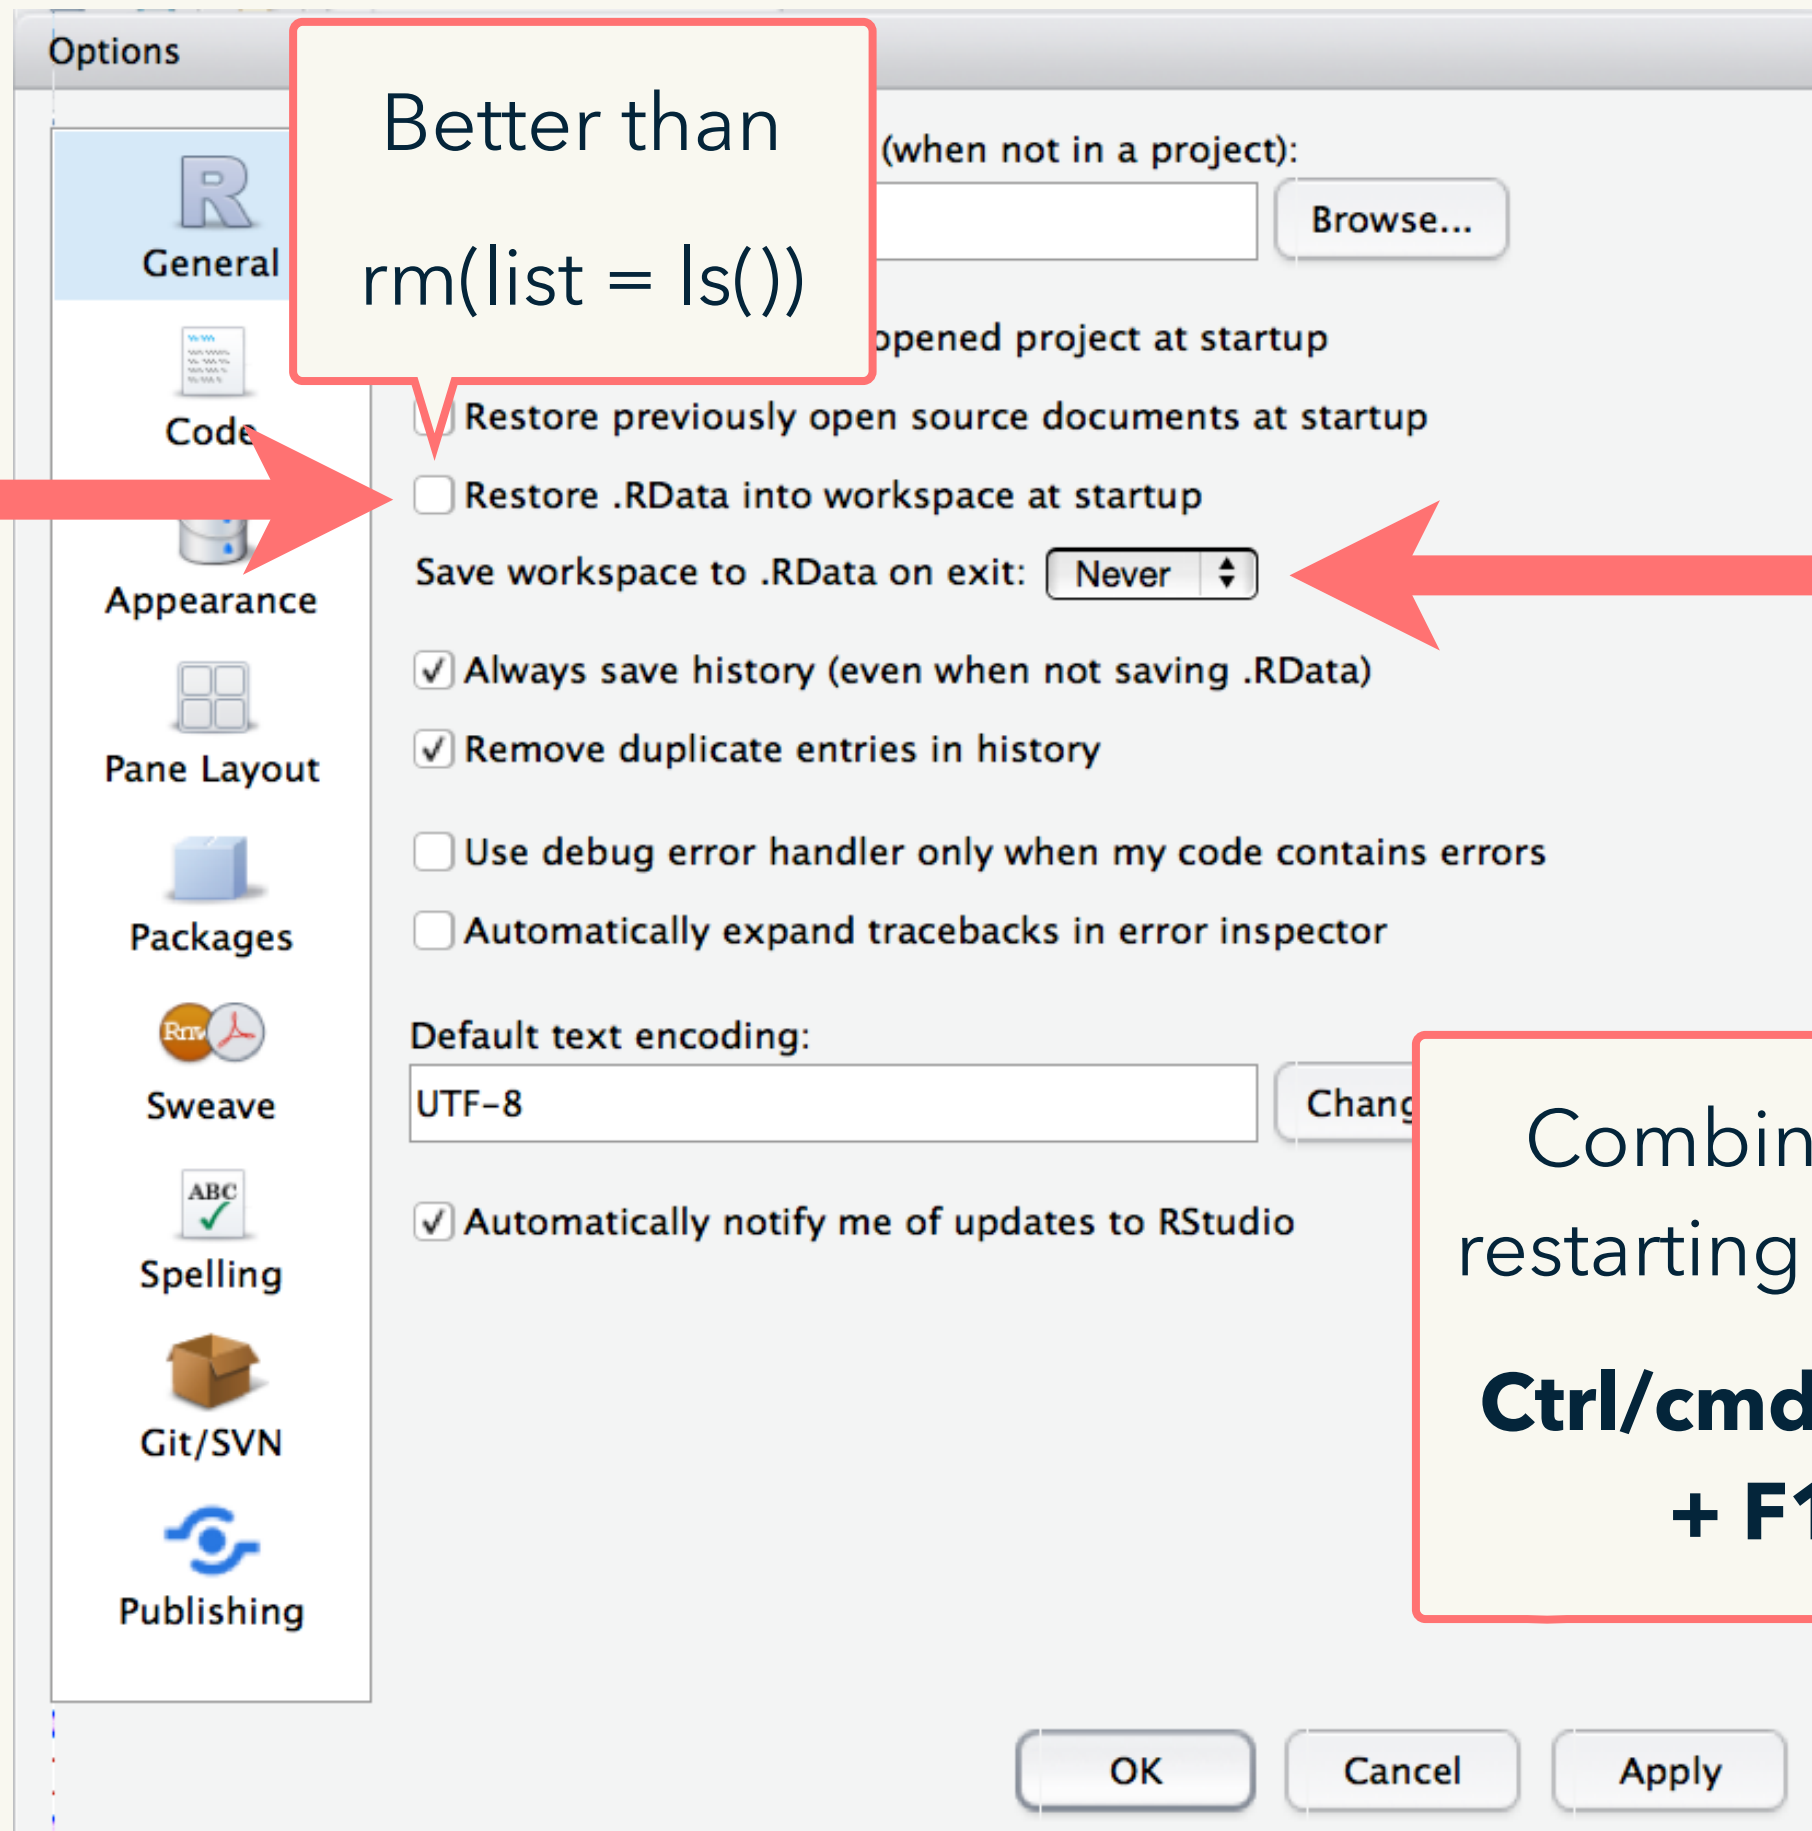 Options
Better than
rm(list = ls())
(when not in a project):
Browse...
General
opened project at startup
Code
Restore previously open source documents at startup
Restore .RData into workspace at startup
Save workspace to .RData on exit: Never
Appearance
Always save history (even when not saving .RData)
Remove duplicate entries in history
Pane Layout
Use debug error handler only when my code contains errors
Packages
Automatically expand tracebacks in error inspector
Rnw
Default text encoding:
Sweave
UTF-8
ABC
Automatically notify me of updates to RStudio
Spelling
restarting
Ctrl/cmd
Git/SVN
Publishing
OK
Cancel
Apply